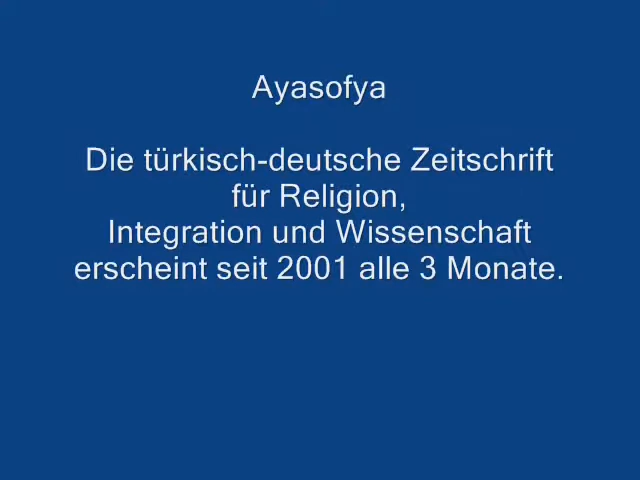 Ayasofya
Die türkisch-deutsche Zeitschrift
für Religion,
Integration und Wissenschaft
erscheint seit 2001 alle 3 Monate.